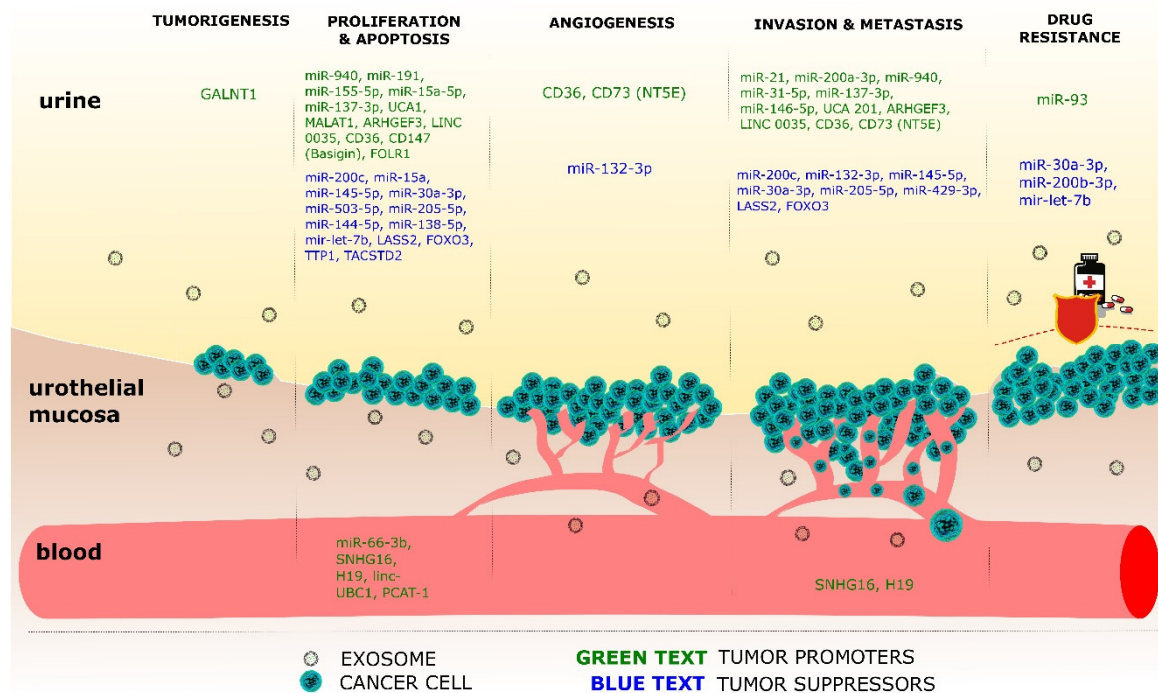 TUMORIGENESIS
PROLIFERATION
& APOPTOSIS
ANGIOGENESIS
INVASION & METASTASIS
DRUG
RESISTANCE
urine
GALNT1
miR-940, miR-191,
miR-155-5p, miR-15a-5p,
miR-137-3p, UCA1,
MALAT1, ARHGEF3, LINC
0035, CD36, CD147
(Basigin), FOLR1
miR-200c, miR-15a,
miR-145-5p, miR-30a-3p,
miR-503-5p, miR-205-5p,
miR-144-5p, miR-138-5p,
mir-let-7b, LASS2, FOXO3,
TTP1, TACSTD2
CD36, CD73 (NT5E)
miR-132-3p
miR-21, miR-200a-3p, miR-940,
miR-31-5p, miR-137-3p,
miR-146-5p, UCA 201, ARHGEF3,
LINC 0035, CD36, CD73 (NT5E)
miR-200c, miR-132-3p, miR-145-5p,
miR-30a-3p, miR-205-5p, miR-429-3p,
LASS2, FOXO3
miR-93
miR-30a-3p,
miR-200b-3p,
mir-let-7b
urothelial
mucosa
blood
miR-66-3b,
SNHG16,
H19, linc-
UBC1, PCAT-1
SNHG16, H19
EXOSOME
CANCER CELL
GREEN TEXT TUMOR PROMOTERS
BLUE TEXT TUMOR SUPPRESSORS